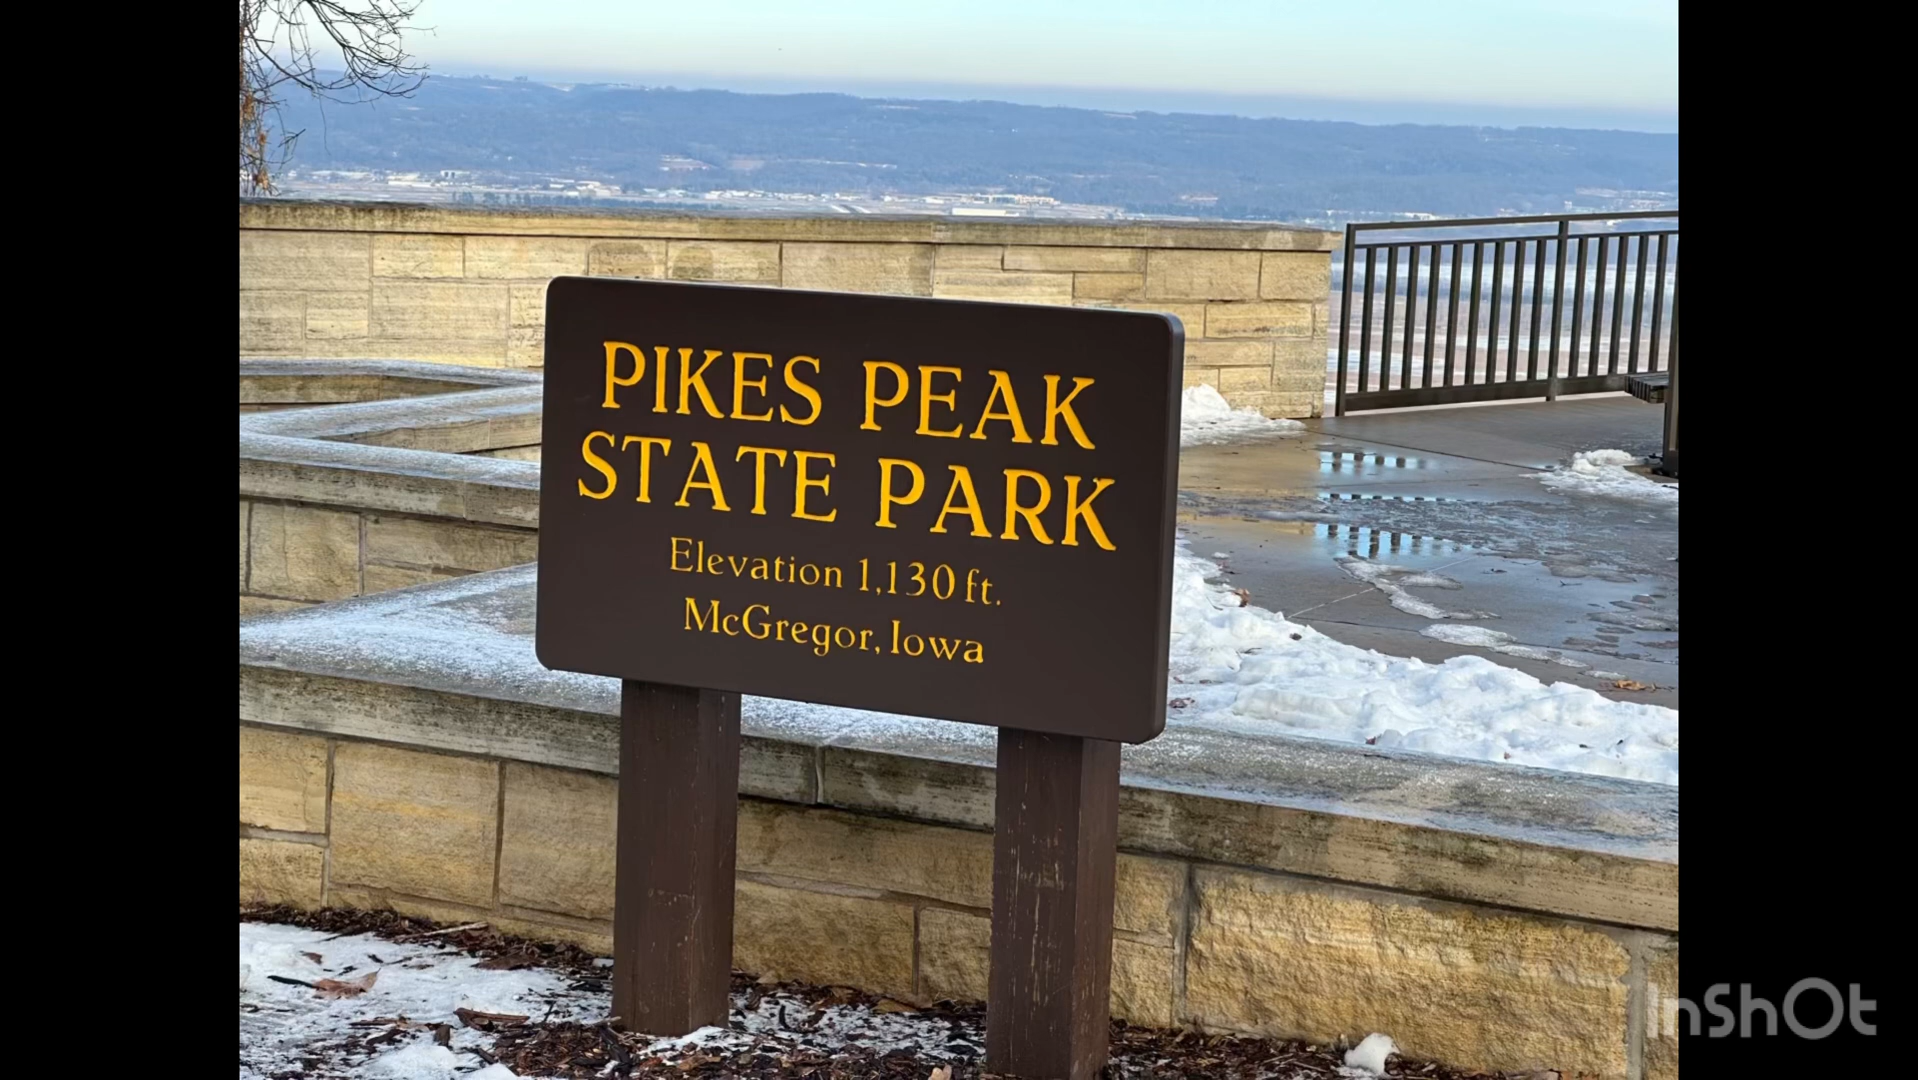 PIKES PEAK
STATE PARK
Elevation 1,130 ft.
McGregor, Iowa
InShOt